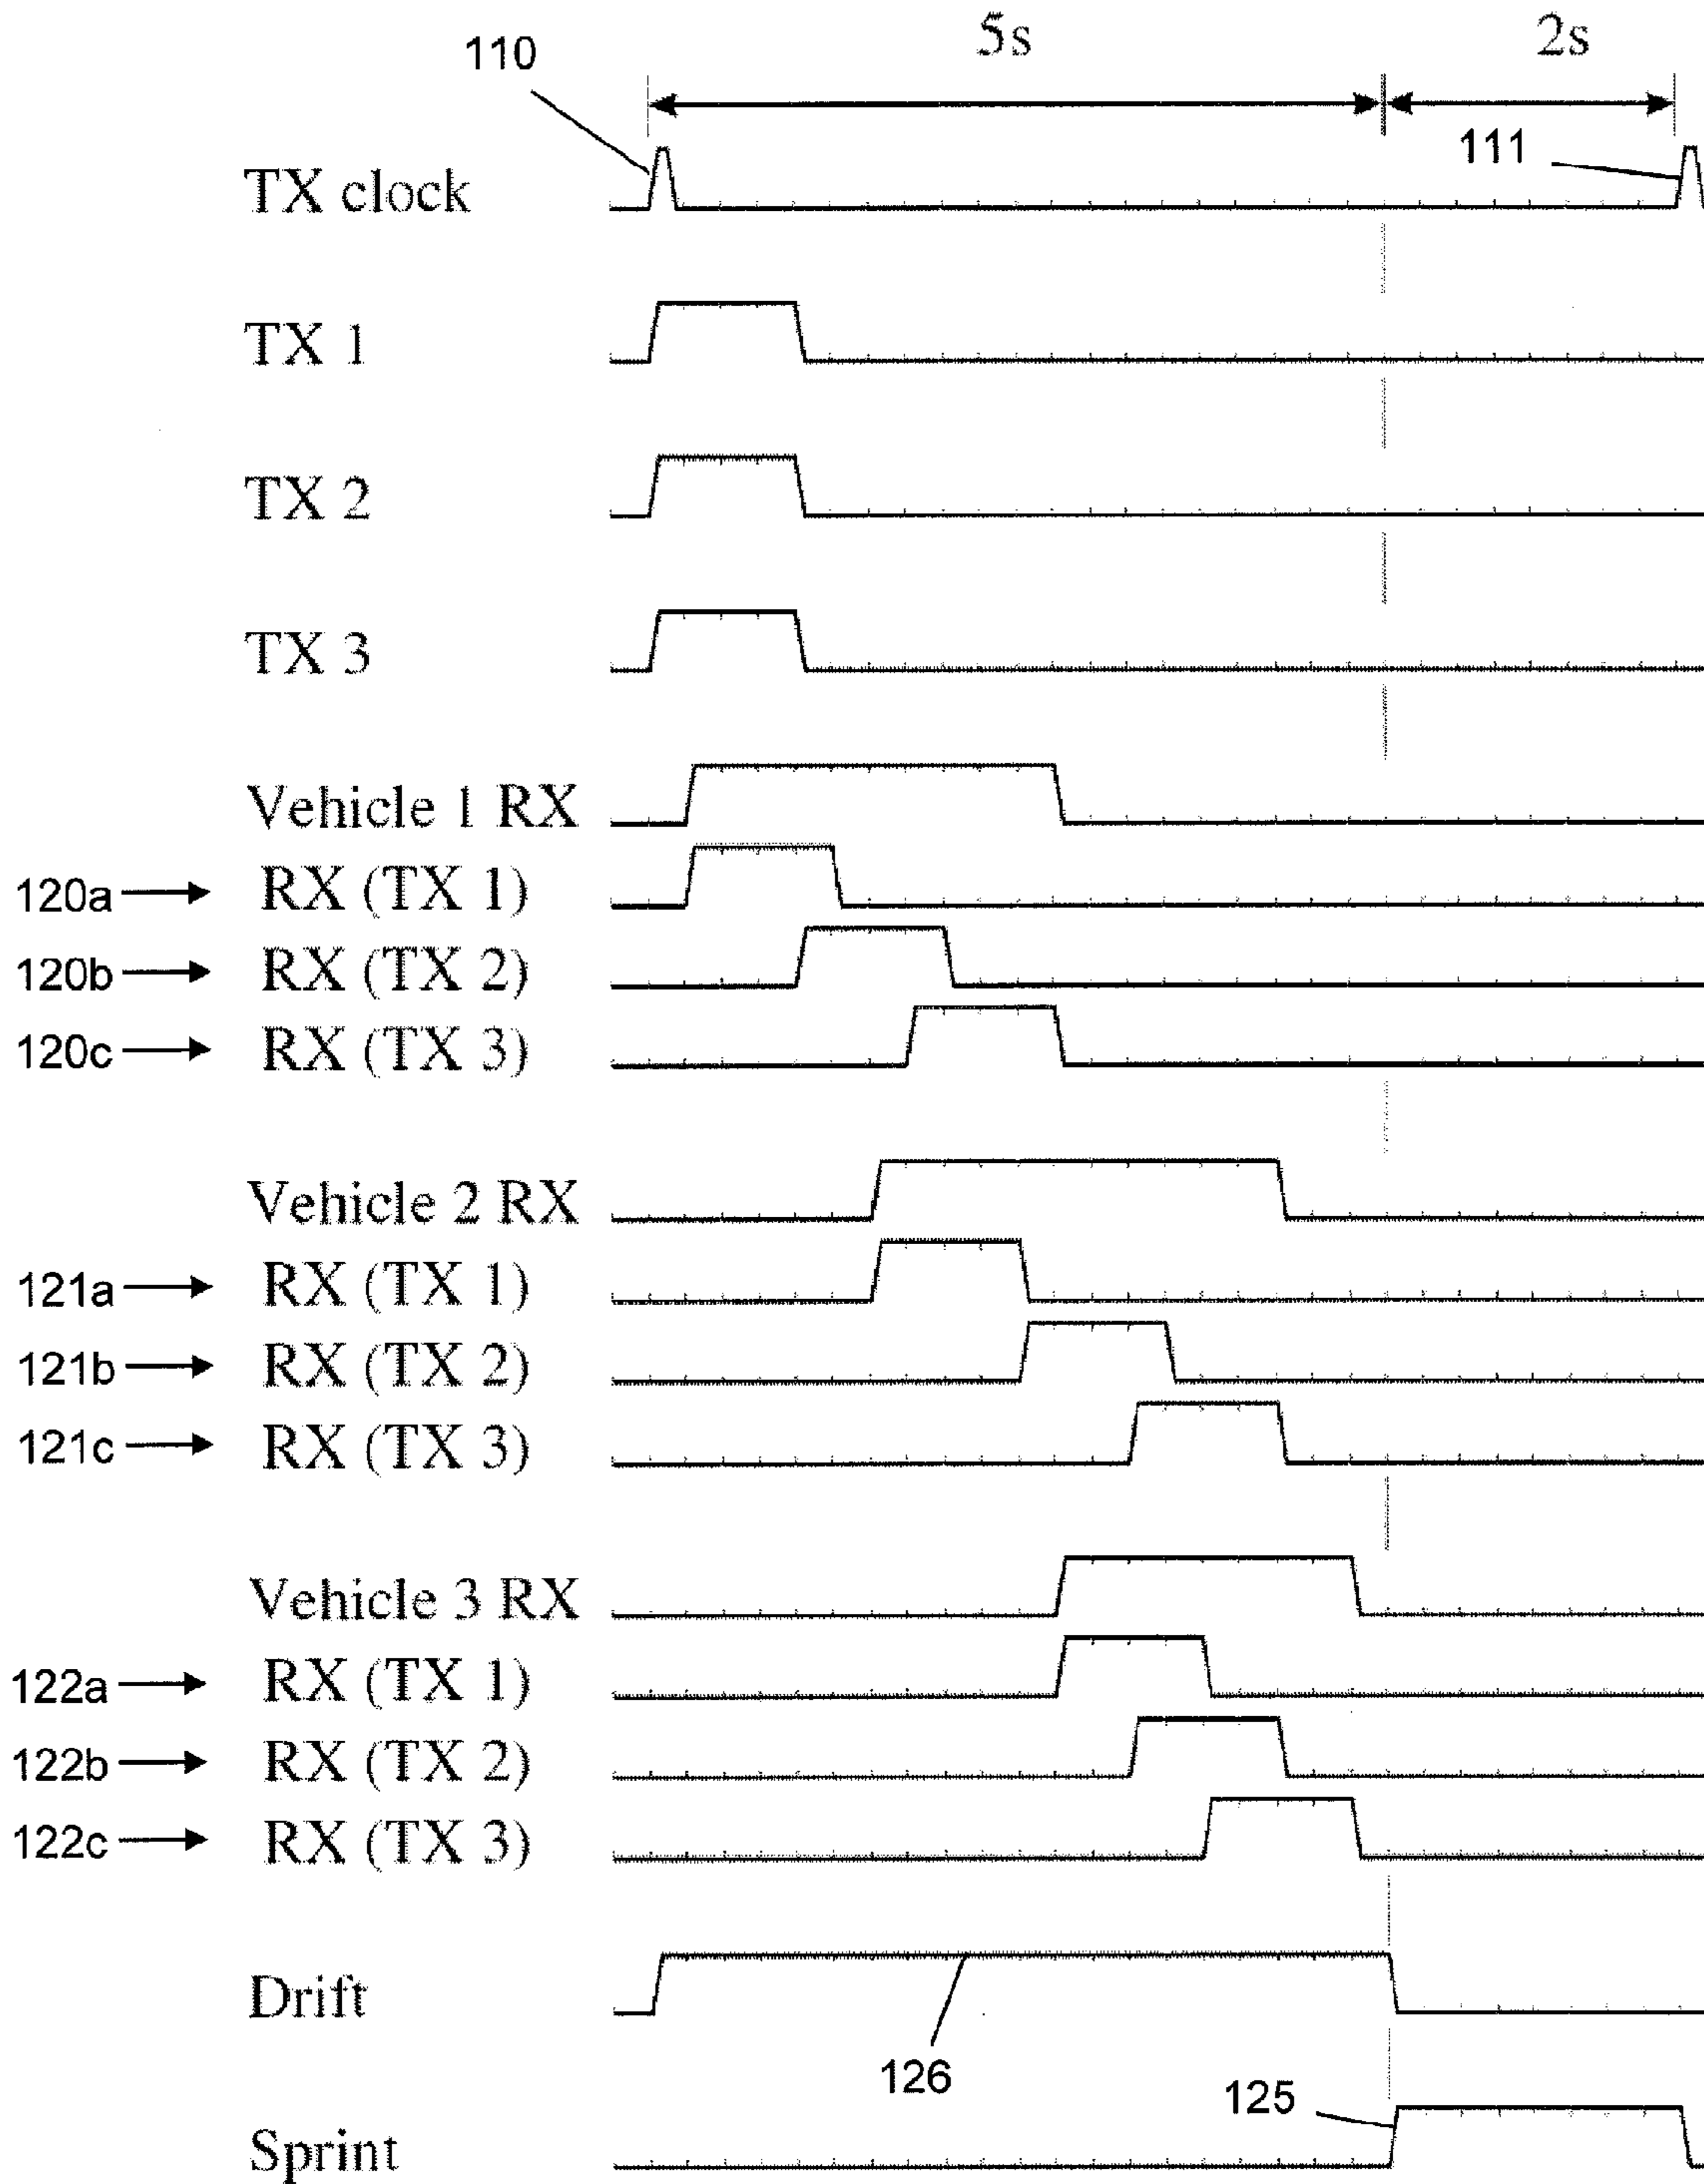 5s 2s
110
111
TX clock
TX 1
TX 2
TX 3
Vehicle 1 RX
120a RX (TX 1)
120b RX (TX 2)
120c RX (TX 3)
Vehicle 2 RX
121a RX (TX 1)
121b RX (TX 2)
121c RX (TX 3)
Vehicle 3 RX
122a RX (TX 1)
122b RX (TX 2)
122c RX (TX 3)
Drift
126
125
Sprint